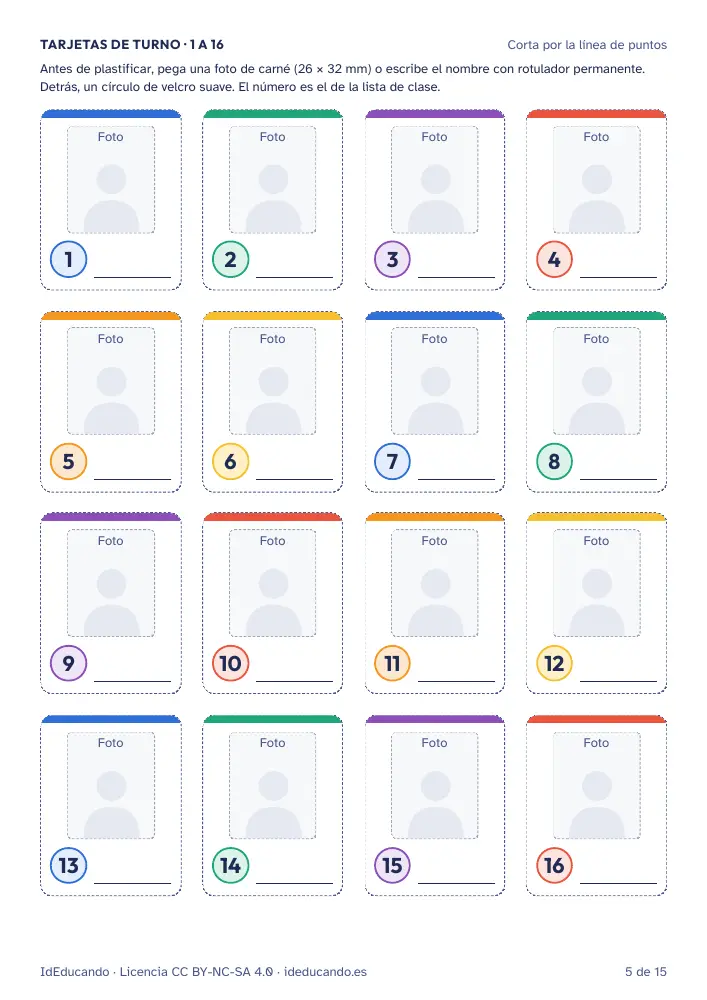 TARJETAS DE TURNO · 1 A 16
Corta por la línea de puntos
Antes de plastificar, pega una foto de carné (26 × 32 mm) o escribe el nombre con rotulador permanente.
Detrás, un círculo de velcro suave. El número es el de la lista de clase.
Foto Foto Foto Foto
1 2 3 4
Foto Foto Foto Foto
5 6 7 8
Foto Foto Foto Foto
9 10 11 12
Foto Foto Foto Foto
13 14 15 16
IdEducando · Licencia CC BY-NC-SA 4.0 · ideducando.es
5 de 15